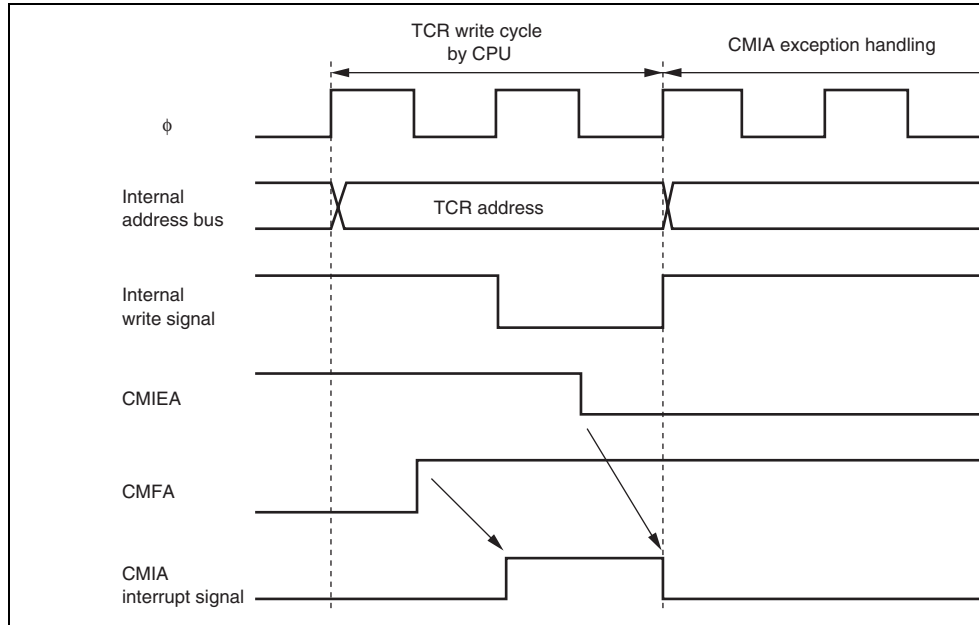 TCR write cycle
by CPU
CMIA exception handling
ϕ
Internal
address bus
TCR address
Internal
write signal
CMIEA
CMFA
CMIA
interrupt signal